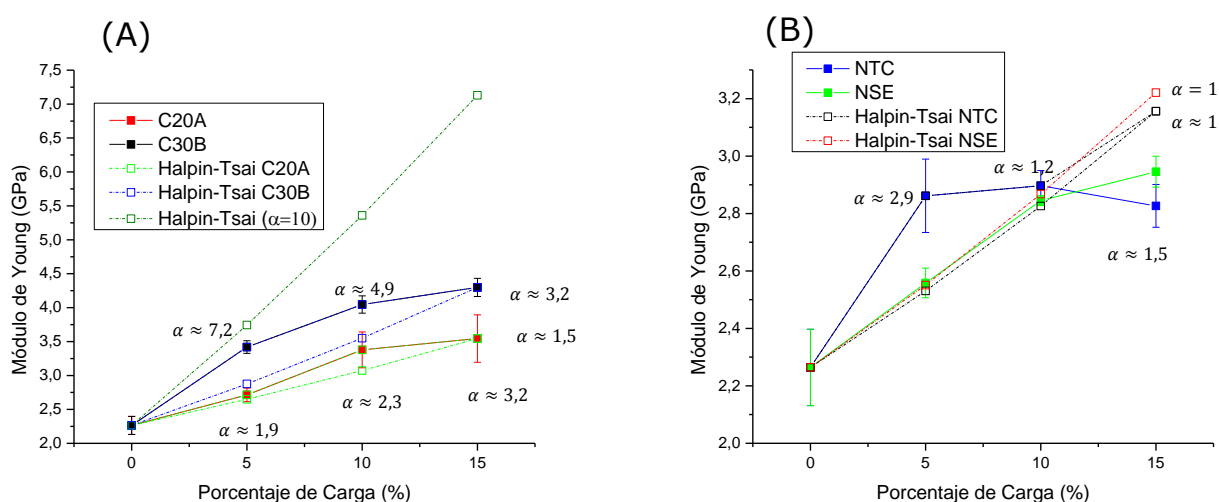 (A)
7,5
7,0
6,5
6,0
5,5
5,0
4,5
4,0
3,5
3,0
2,5
2,0
Módulo de Young (GPa)
C20A
C30B
Halpin-Tsai C20A
Halpin-Tsai C30B
Halpin-Tsai (α=10)
α ≈ 7,2
α ≈ 4,9
α ≈ 3,2
α ≈ 1,5
α ≈ 1,9
α ≈ 2,3
α ≈ 3,2
0 5 10 15
Porcentaje de Carga (%)
(B)
3,2
3,0
2,8
2,6
2,4
2,2
2,0
Módulo de Young (GPa)
NTC
NSE
Halpin-Tsai NTC
Halpin-Tsai NSE
α = 1
α ≈ 1
α ≈ 1,2
α ≈ 2,9
α ≈ 1,5
0 5 10 15
Porcentaje de Carga (%)